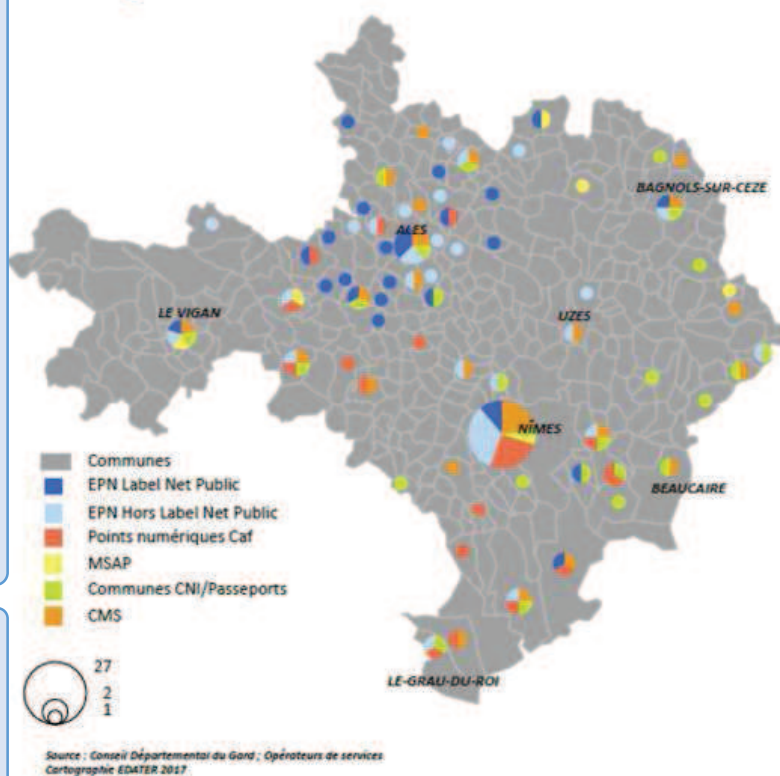 BAGNOLS-SUR-CEZE
ALES
LE VIGAN
UZES
NÎMES
BEAUCAIRE
LE-GRAU-DU-ROI
Communes
EPN Label Net Public
EPN Hors Label Net Public
Points numériques Caf
MSAP
Communes CNI/Passeports
CMS
27
2
1
Source : Conseil Départemental du Gard ; Opérateurs de services
Cartographie EDATER 2017